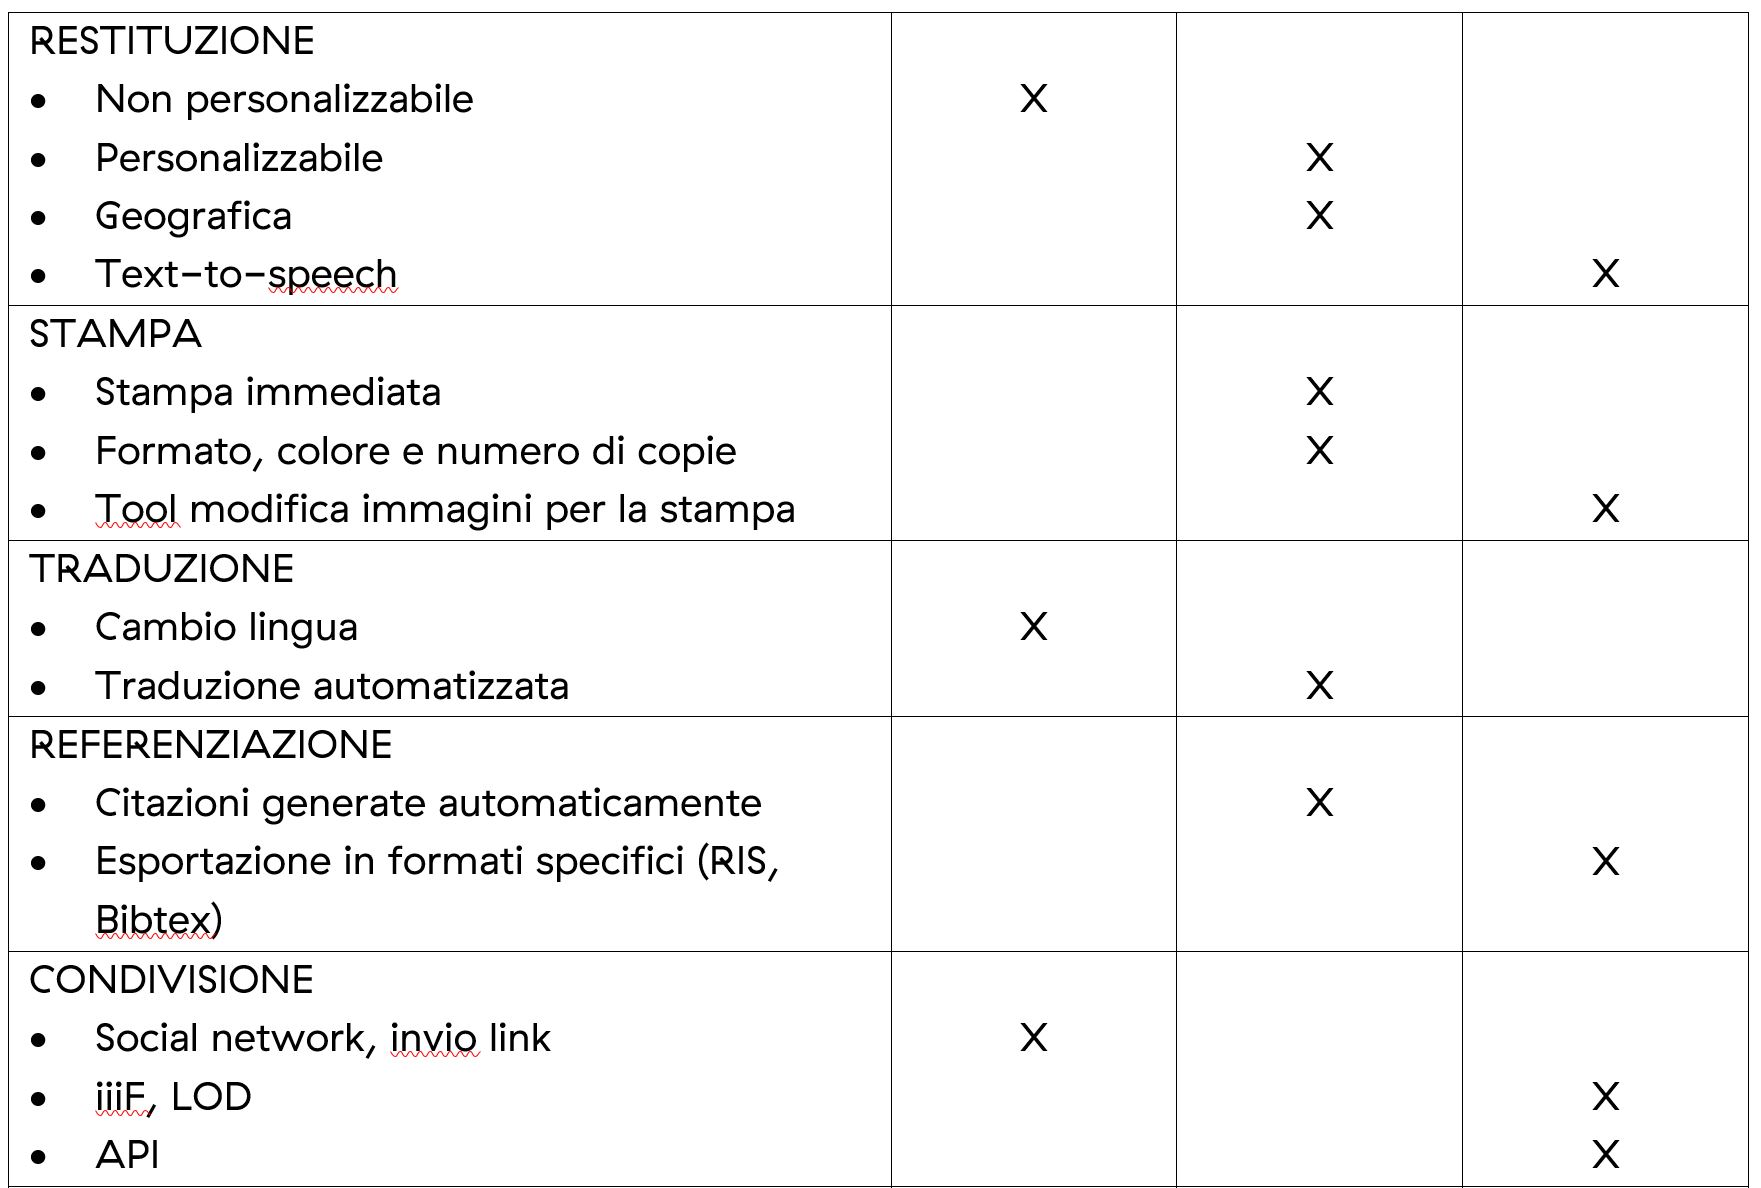 RESTITUZIONE
• Non personalizzabile X
• Personalizzabile X
• Geografica X
• Text-to-speech X
STAMPA
• Stampa immediata X
• Formato, colore e numero di copie X
• Tool modifica immagini per la stampa X
TRADUZIONE
• Cambio lingua X
• Traduzione automatizzata X
REFERENZIAZIONE
• Citazioni generate automaticamente X
• Esportazione in formati specifici (RIS, X
Bibtex)
CONDIVISIONE
• Social network, invio link X
• iiiF, LOD X
• API X